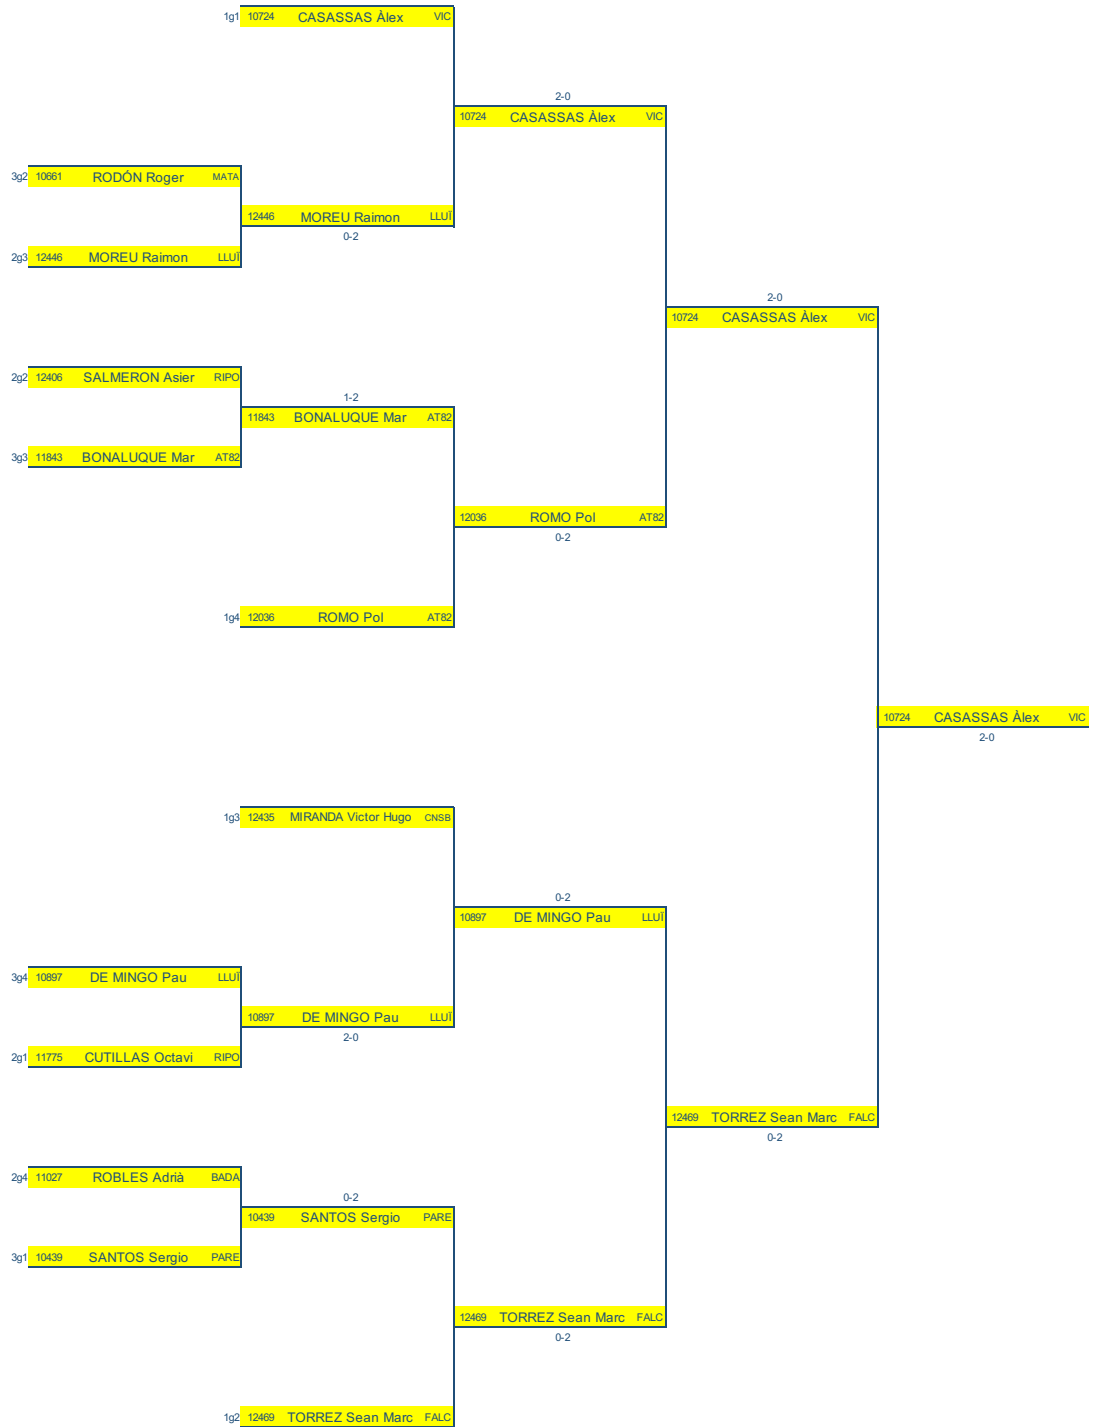 1g1 10724 CASASSAS Àlex VIC
2-0
10724 CASASSAS Àlex VIC
3g2 10661 RODÓN Roger MATA
12446 MOREU Raimon LLUÏ
0-2
2g3 12446 MOREU Raimon LLUÏ
2-0
10724 CASASSAS Àlex VIC
2g2 12406 SALMERON Asier RIPO
1-2
11843 BONALUQUE Mar AT82
3g3 11843 BONALUQUE Mar AT82
12036 ROMO Pol AT82
0-2
1g4 12036 ROMO Pol AT82
10724 CASASSAS Àlex VIC
2-0
1g3 12435 MIRANDA Victor Hugo CNSB
0-2
10897 DE MINGO Pau LLUÏ
3g4 10897 DE MINGO Pau LLUÏ
10897 DE MINGO Pau LLUÏ
2-0
2g1 11775 CUTILLAS Octavi RIPO
12469 TORREZ Sean Marc FALC
0-2
2g4 11027 ROBLES Adrià BADA
0-2
10439 SANTOS Sergio PARE
3g1 10439 SANTOS Sergio PARE
12469 TORREZ Sean Marc FALC
0-2
1g2 12469 TORREZ Sean Marc FALC